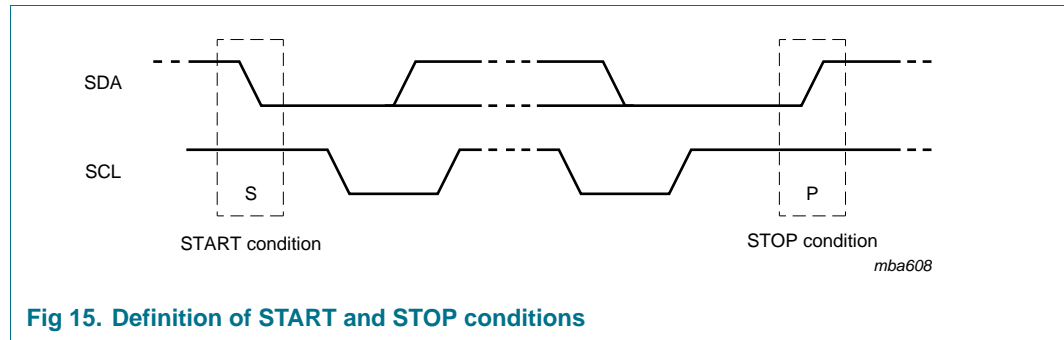 SDA
SCL
S
P
START condition
STOP condition
mba608
Fig 15. Definition of START and STOP conditions